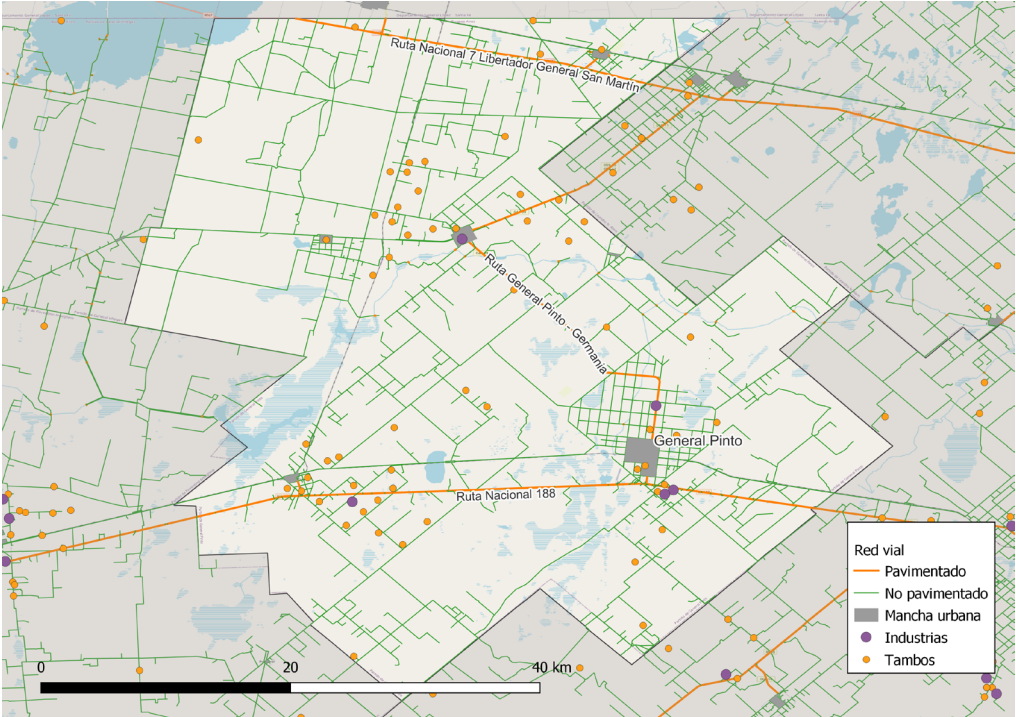 Ruta Nacional 7 Libertador General San Martín
Ruta General Pinto - Germania
General Pinto
Ruta Nacional 188
Red vial
Pavimentado
No pavimentado
Mancha urbana
Industrias
Tambos
0 20 40 km